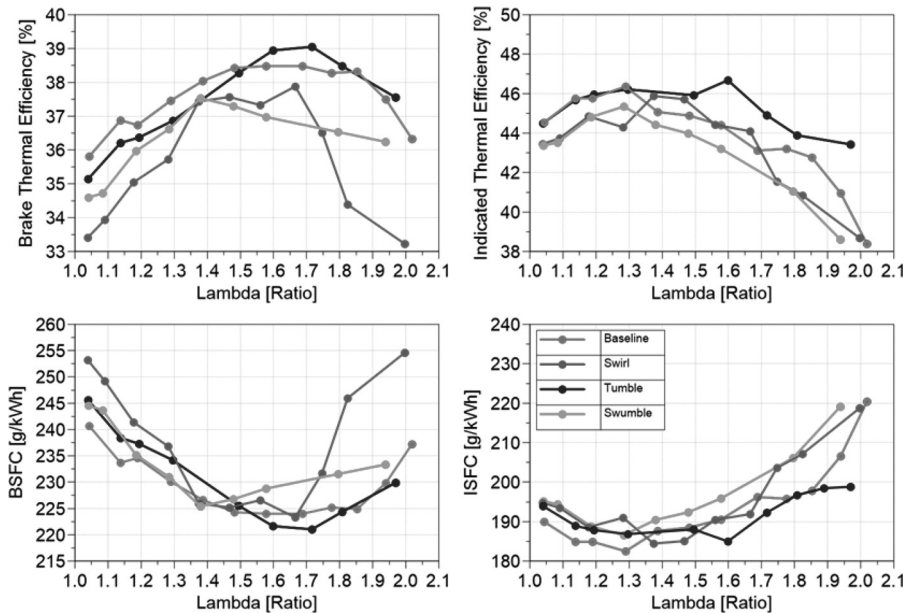 Brake Thermal Efficiency [%]
40
39
38
37
36
35
34
33
1.0 1.1 1.2 1.3 1.4 1.5 1.6 1.7 1.8 1.9 2.0 2.1
Lambda [Ratio]
Indicated Thermal Efficiency [%]
50
48
46
44
42
40
38
1.0 1.1 1.2 1.3 1.4 1.5 1.6 1.7 1.8 1.9 2.0 2.1
Lambda [Ratio]
BSFC [g/kWh]
260
255
250
245
240
235
230
225
220
215
1.0 1.1 1.2 1.3 1.4 1.5 1.6 1.7 1.8 1.9 2.0 2.1
Lambda [Ratio]
ISFC [g/kWh]
240
230
220
210
200
190
180
Baseline
Swirl
Tumble
Swumble
1.0 1.1 1.2 1.3 1.4 1.5 1.6 1.7 1.8 1.9 2.0 2.1
Lambda [Ratio]